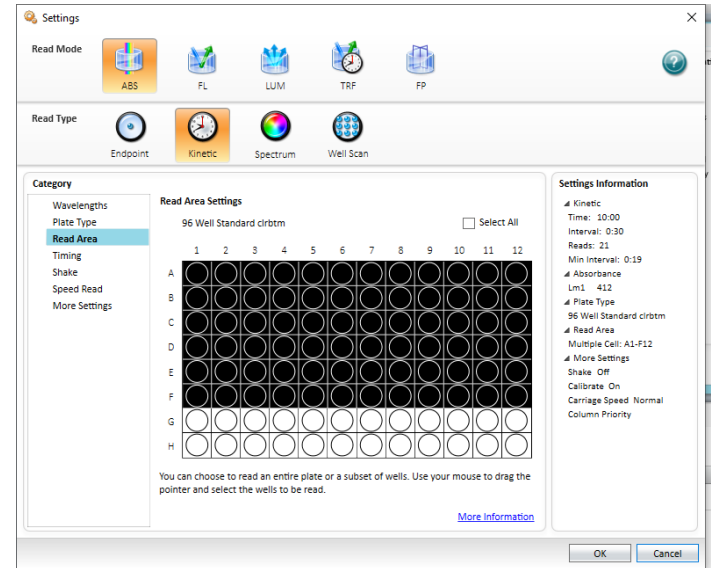 Settings
Read Mode
ABS FL LUM TRF FP
Read Type
Endpoint Kinetic Spectrum Well Scan
Category
Wavelengths
Plate Type
Read Area
Timing
Shake
Speed Read
More Settings
Read Area Settings
96 Well Standard clrbtm
Select All
1 2 3 4 5 6 7 8 9 10 11 12
A
B
C
D
E
F
G
H
You can choose to read an entire plate or a subset of wells. Use your mouse to drag the
pointer and select the wells to be read.
More Information
Settings Information
Kinetic
Time: 10:00
Interval: 0:30
Reads: 21
Min Interval: 0:19
Absorbance
Lm1 412
Plate Type
96 Well Standard clrbtm
Read Area
Multiple Cell: A1-F12
More Settings
Shake Off
Calibrate On
Carriage Speed Normal
Column Priority
OK Cancel